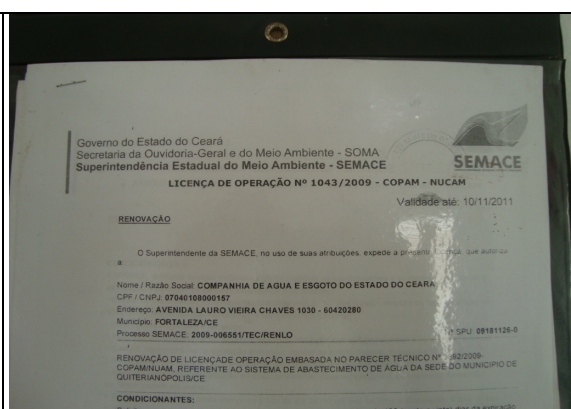 Governo do Estado do Ceará
Secretaria da Ouvidoria-Geral e do Meio Ambiente - SOMA
Superintendência Estadual do Meio Ambiente - SEMACE
SEMACE
LICENÇA DE OPERAÇÃO Nº 1043/2009 - COPAM - NUCAM
Validade até: 10/11/2011
RENOVAÇÃO
O Superintendente da SEMACE, no uso de suas atribuições, expede a presente que autoriza
a:
Nome / Razão Social: COMPANHIA DE AGUA E ESGOTO DO ESTADO DO CEARA
CPF / CNPJ: 07040108000157
Endereço: AVENIDA LAURO VIEIRA CHAVES 1030 - 60420280
Município: FORTALEZA/CE
Processo SEMACE: 2009-006551/TEC/RENLO Nº SPU: 09181126-0
RENOVAÇÃO DE LICENÇADE OPERAÇÃO EMBASADA NO PARECER TÉCNICO
COPAM/NUAM, REFERENTE AO SISTEMA DE ABASTECIMENTO DE ÁGUA DA SEDE DO MUNICIPIO DE
QUITERIANÓPOLIS/CE.
CONDICIONANTES: